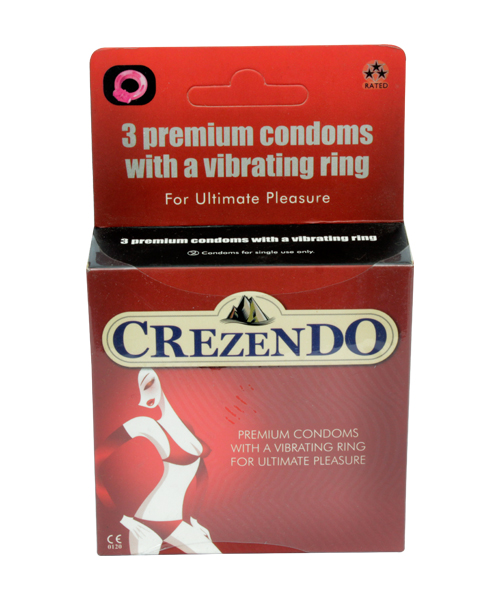 RATED
3 premium condoms
with a vibrating ring
For Ultimate Pleasure
3 premium condoms with a vibrating ring
2 Condoms for single use only.
CREZENDO
PREMIUM CONDOMS
WITH A VIBRATING RING
FOR ULTIMATE PLEASURE
CE
0120